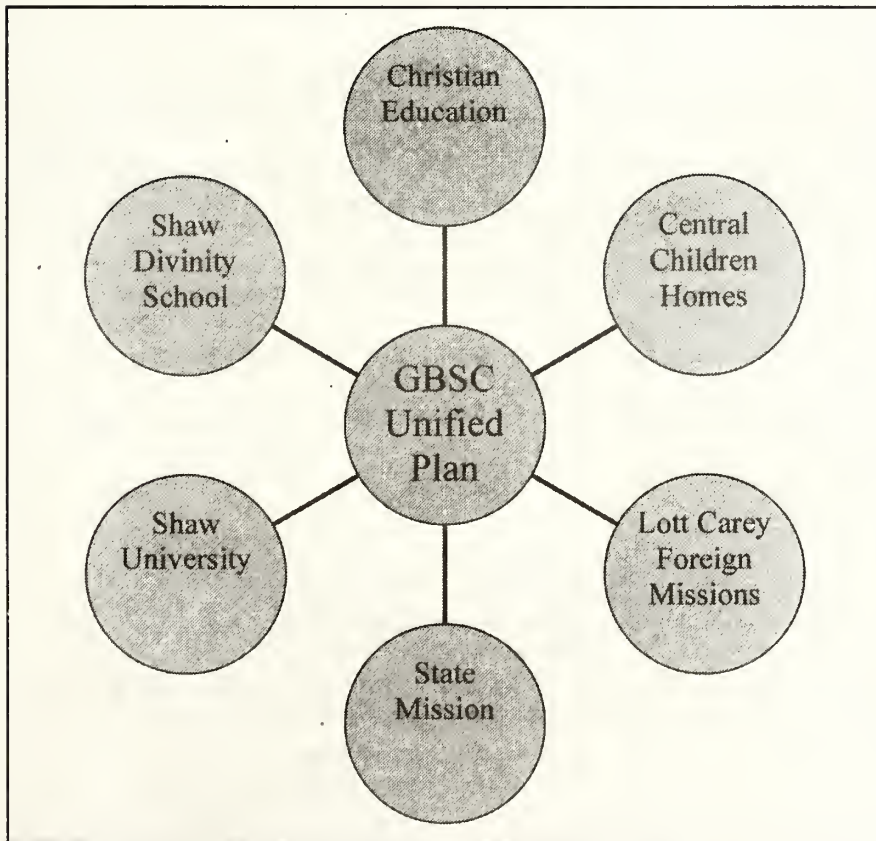 Christian
Education
Shaw
Divinity
School
Central
Children
Homes
GBSC
Unified
Plan
Shaw
University
Lott Carey
Foreign
Missions
State
Mission